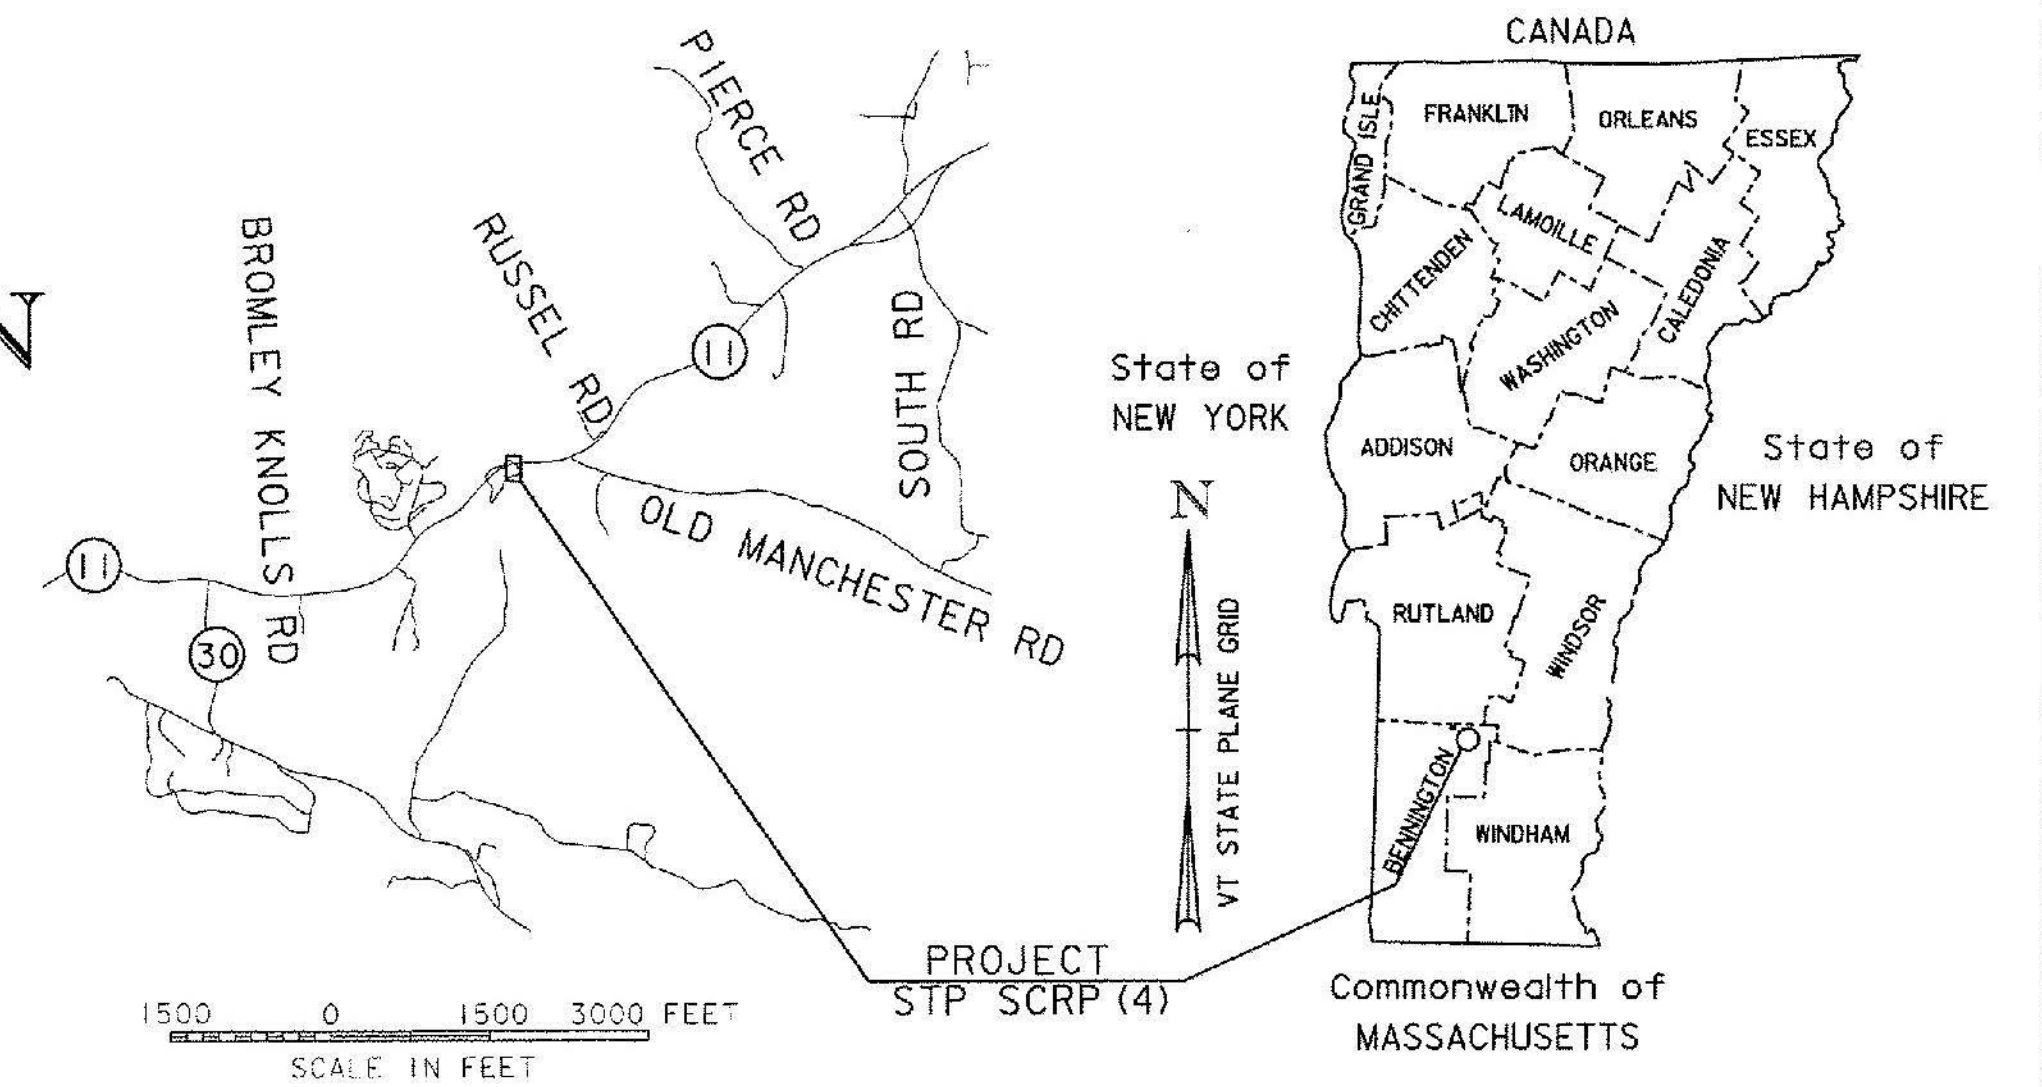 PIERCE RD
RUSSEL RD
BROMLEY KNOLLS RD
SOUTH RD
OLD MANCHESTER RD
11
11
30
PROJECT
STP SCRP (4)
1500 0 1500 3000 FEET
SCALE IN FEET
N
VT STATE PLANE GRID
CANADA
GRAND ISLE
FRANKLIN
ORLEANS
ESSEX
LAMOILLE
CHITTENDEN
CALEDONIA
WASHINGTON
ADDISON
ORANGE
RUTLAND
WINDSOR
BENNINGTON
WINDHAM
State of
NEW YORK
State of
NEW HAMPSHIRE
Commonwealth of
MASSACHUSETTS